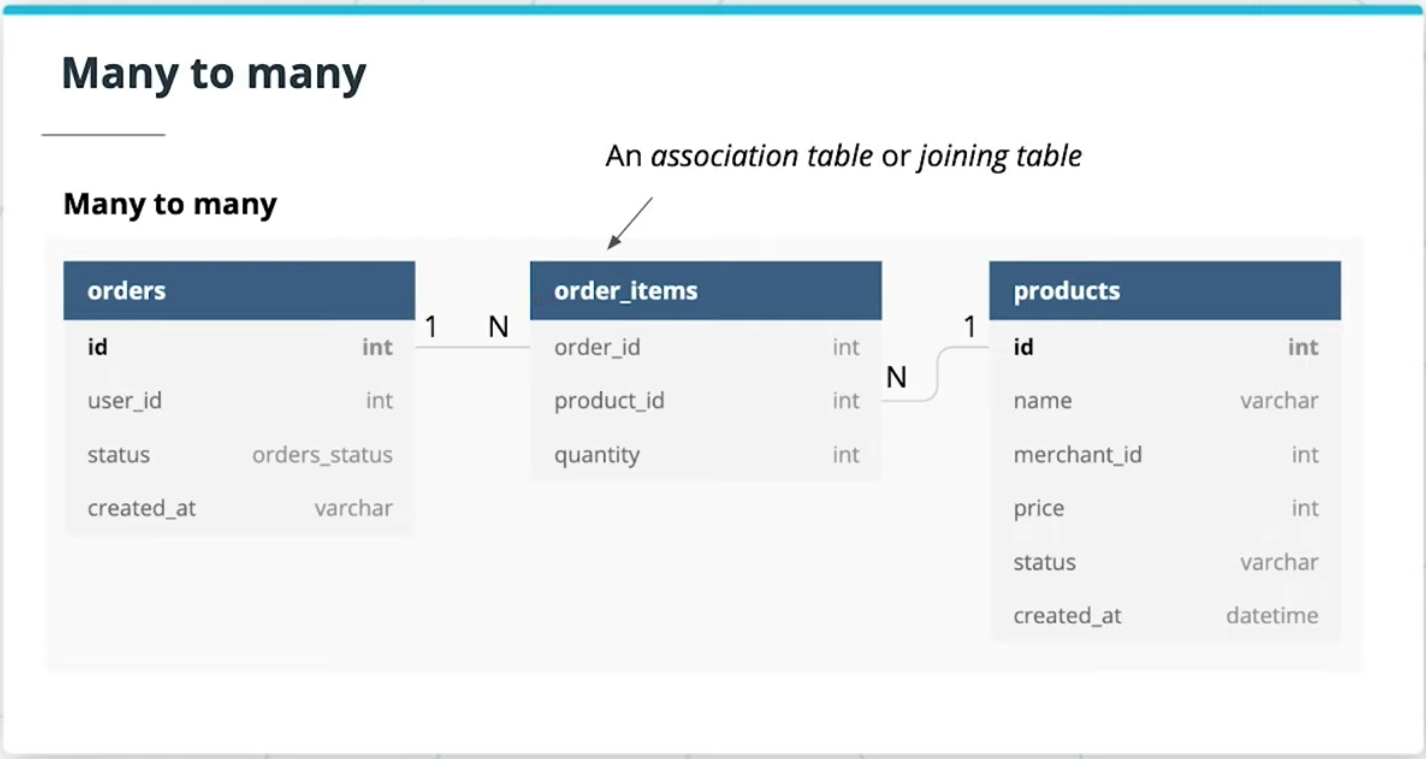 Many to many
An association table or joining table
Many to many
orders
id int
user_id int
status orders_status
created_at varchar
1 N
order_items
order_id int
product_id int
quantity int
N 1
products
id int
name varchar
merchant_id int
price int
status varchar
created_at datetime